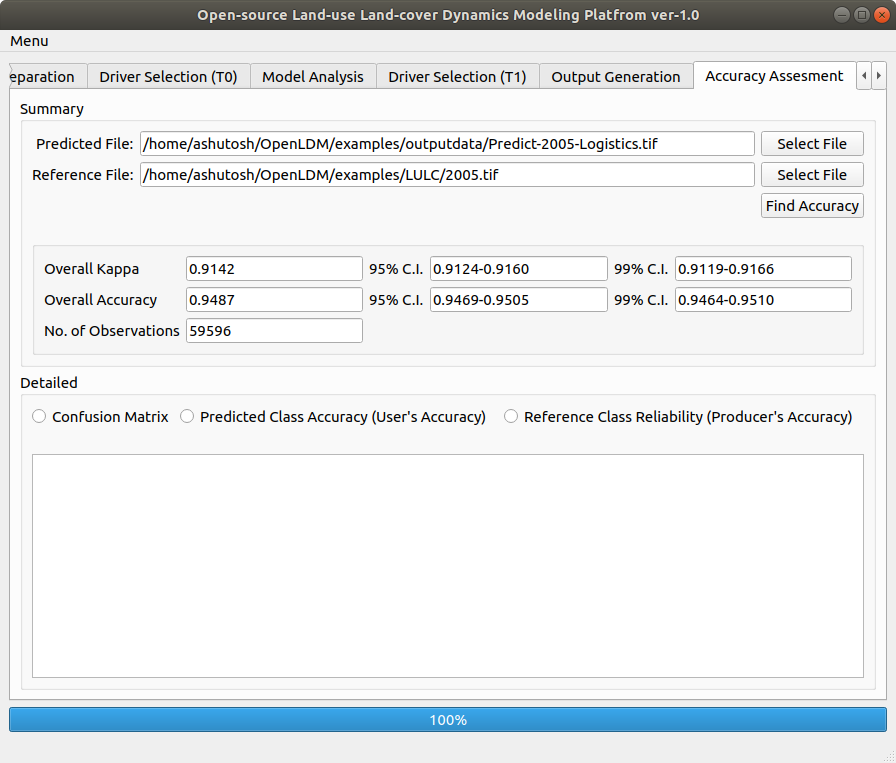 Open-source Land-use Land-cover Dynamics Modeling Platfrom ver-1.0
Menu
eparation Driver Selection (T0) Model Analysis Driver Selection (T1) Output Generation Accuracy Assesment
Summary
Predicted File: /home/ashutosh/OpenLDM/examples/outputdata/Predict-2005-Logistics.tif Select File
Reference File: /home/ashutosh/OpenLDM/examples/LULC/2005.tif Select File
Find Accuracy
Overall Kappa 0.9142 95% C.I. 0.9124-0.9160 99% C.I. 0.9119-0.9166
Overall Accuracy 0.9487 95% C.I. 0.9469-0.9505 99% C.I. 0.9464-0.9510
No. of Observations 59596
Detailed
Confusion Matrix Predicted Class Accuracy (User's Accuracy) Reference Class Reliability (Producer's Accuracy)
100%